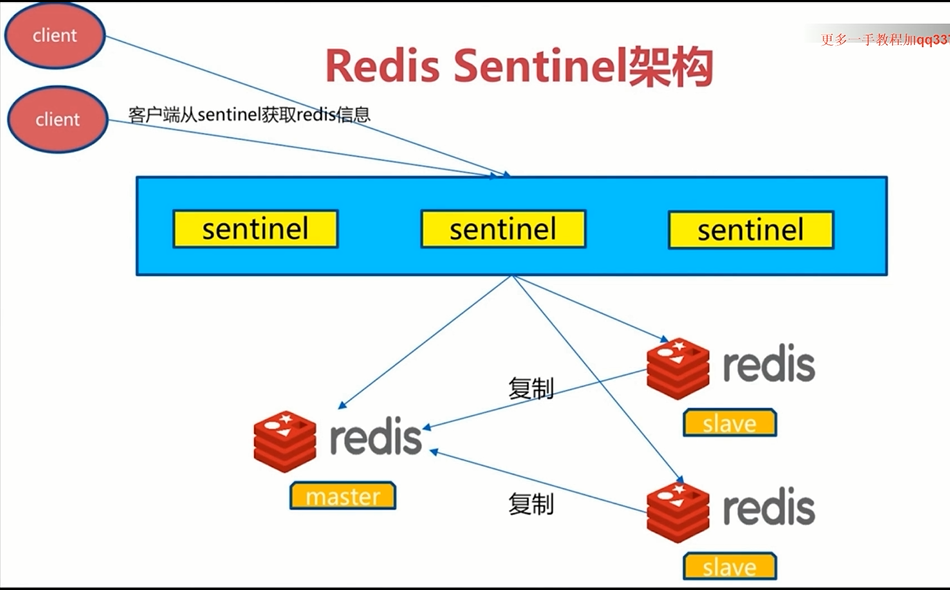 client
更多一手教程加qq337
Redis Sentinel架构
client
客户端从sentinel获取redis信息
sentinel
sentinel
sentinel
redis
slave
复制
redis
master
复制
redis
slave